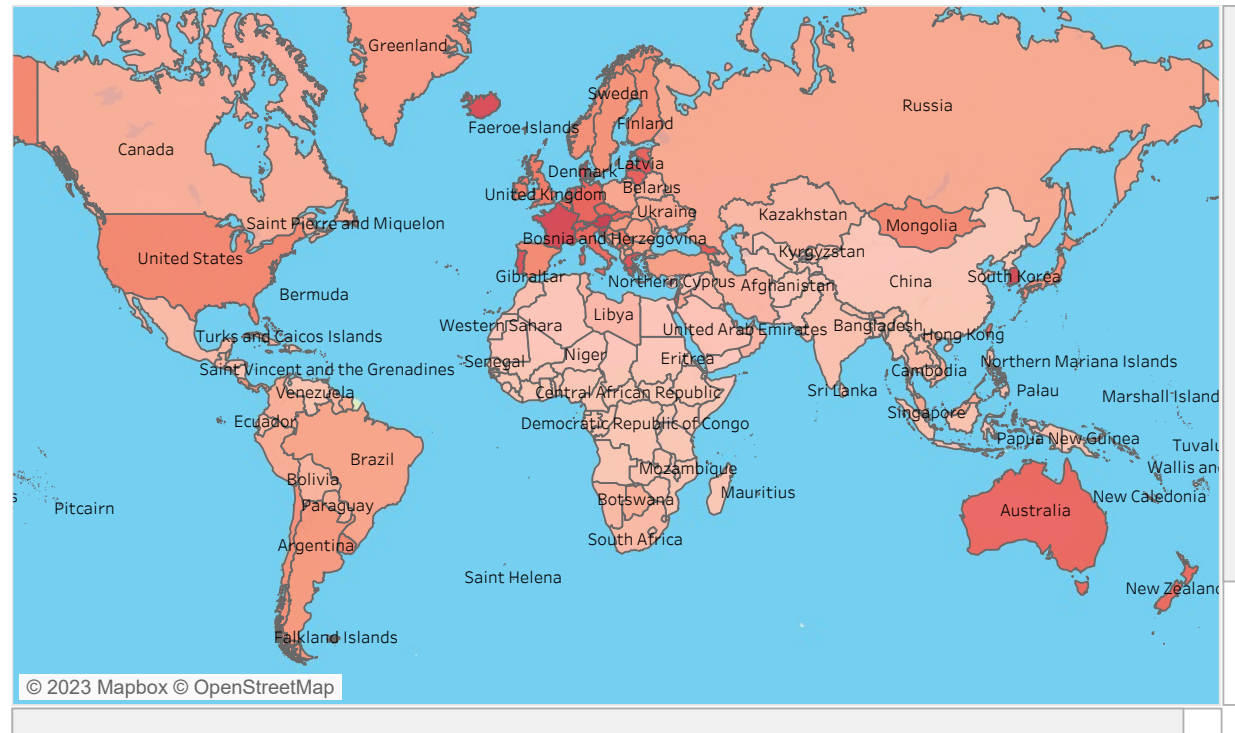 Greenland
Russia
Sweden
Finland
Faeroe Islands
Canada
Latvia
Denmark
Belarus
United Kingdom
Ukraine
Kazakhstan
Saint Pierre and Miquelon
Mongolia
Bosnia and Herzegovina
Kyrgyzstan
United States
Gibraltar
Northern Cyprus
Afghanistan
China
South Korea
Bermuda
Libya
Western Sahara
United Arab Emirates
Bangladesh
Hong Kong
Turks and Caicos Islands
Niger
Eritrea
Senegal
Northern Mariana Islands
Saint Vincent and the Grenadines
Cambodia
Venezuela
Central African Republic
Sri Lanka
Palau
Marshall Island
Singapore
Ecuador
Democratic Republic of Congo
Papua New Guinea
Tuvalu
Brazil
Mozambique
Wallis an
Bolivia
Botswana
Mauritius
New Caledonia
s
Pitcairn
Paraguay
Australia
Argentina
South Africa
Saint Helena
New Zealand
Falkland Islands
© 2023 Mapbox © OpenStreetMap